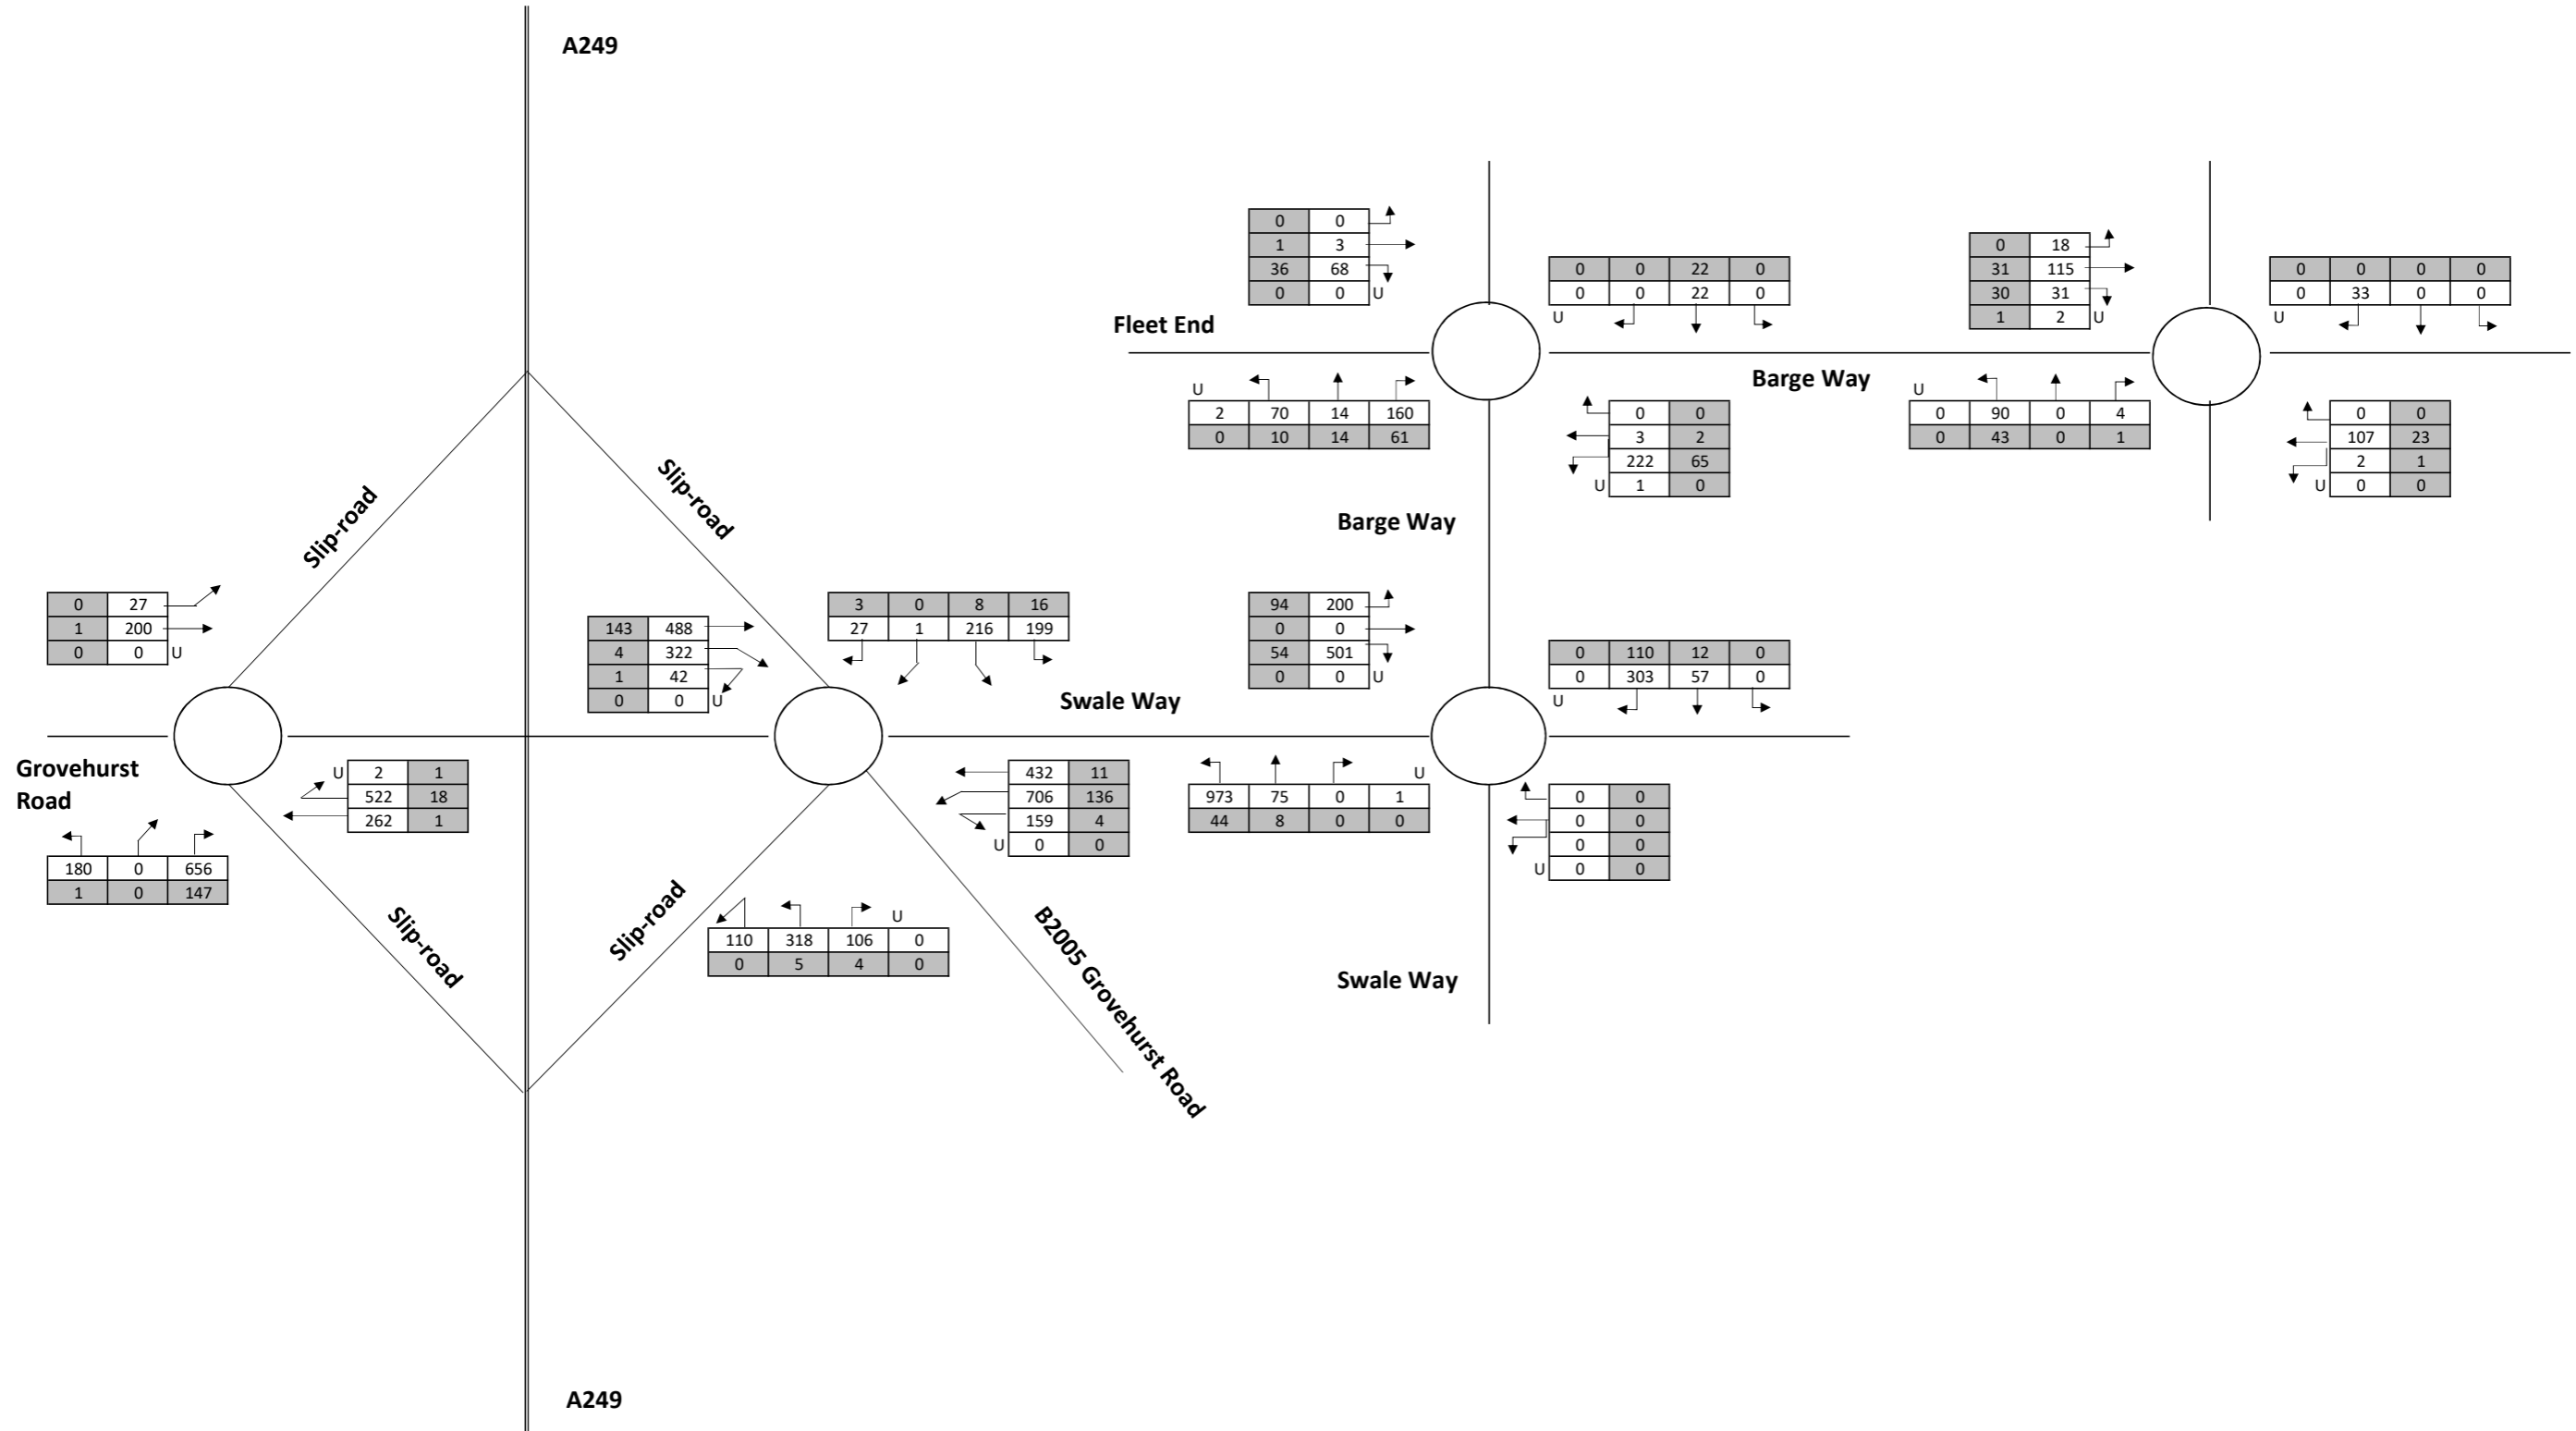 A249
0 0
1 3
36 68
0 0 U
0 0 22 0
0 0 22 0
U
0 18
31 115
30 31
1 2 U
0 0 0 0
0 33 0 0
U
Fleet End
Barge Way
U
2 70 14 160
0 10 14 61
0 0
3 2
222 65
U 1 0
U
0 90 0 4
0 43 0 1
0 0
107 23
2 1
U 0 0
Slip-road
Slip-road
Barge Way
0 27
1 200
0 0 U
143 488
4 322
1 42
0 0 U
3 0 8 16
27 1 216 199
94 200
0 0
54 501
0 0 U
0 110 12 0
0 303 57 0
U
Swale Way
Grovehurst
Road
U 2 1
522 18
262 1
432 11
706 136
159 4
U 0 0
U
973 75 0 1
44 8 0 0
0 0
0 0
0 0
U 0 0
180 0 656
1 0 147
Slip-road
Slip-road
U
110 318 106 0
0 5 4 0
B2005 Grovehurst Road
Swale Way
A249